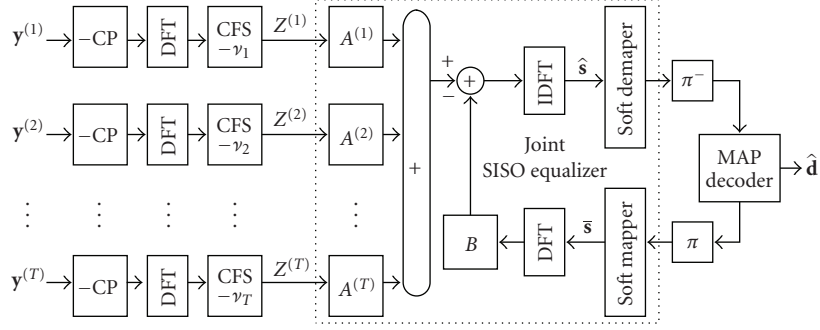 y(1) −CP DFT CFS −ν1 Z(1) A(1)
y(2) −CP DFT CFS −ν2 Z(2) A(2)
y(T) −CP DFT CFS −νT Z(T) A(T)
+
+
−
+
IDFT
ŝ
Soft demaper
π−
Joint
SISO equalizer
MAP
decoder
d̂
B
DFT
s̄
Soft mapper
π